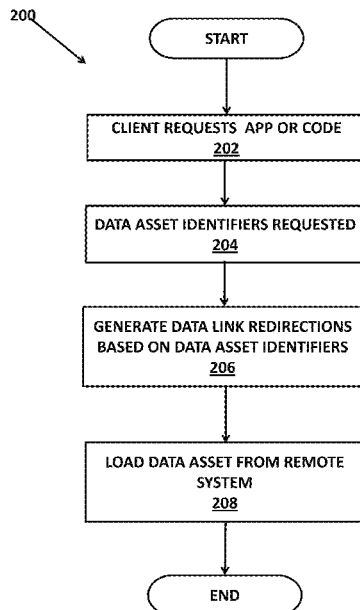 200
START
CLIENT REQUESTS APP OR CODE
202
DATA ASSET IDENTIFIERS REQUESTED
204
GENERATE DATA LINK REDIRECTIONS
BASED ON DATA ASSET IDENTIFIERS
206
LOAD DATA ASSET FROM REMOTE
SYSTEM
208
END